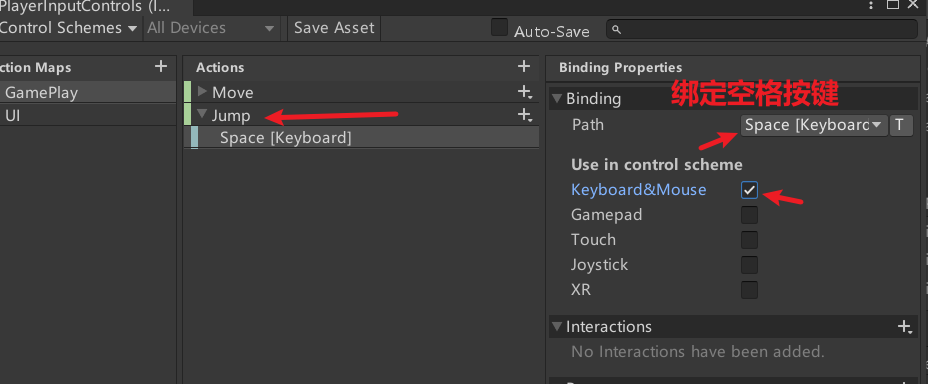 PlayerInputControls (I...
Control Schemes All Devices Save Asset Auto-Save
ction Maps
GamePlay
UI
Actions
Move
Jump
Space [Keyboard]
Binding Properties
绑定空格按键
Binding
Path Space [Keyboard T
Use in control scheme
Keyboard&Mouse
Gamepad
Touch
Joystick
XR
Interactions
No Interactions have been added.